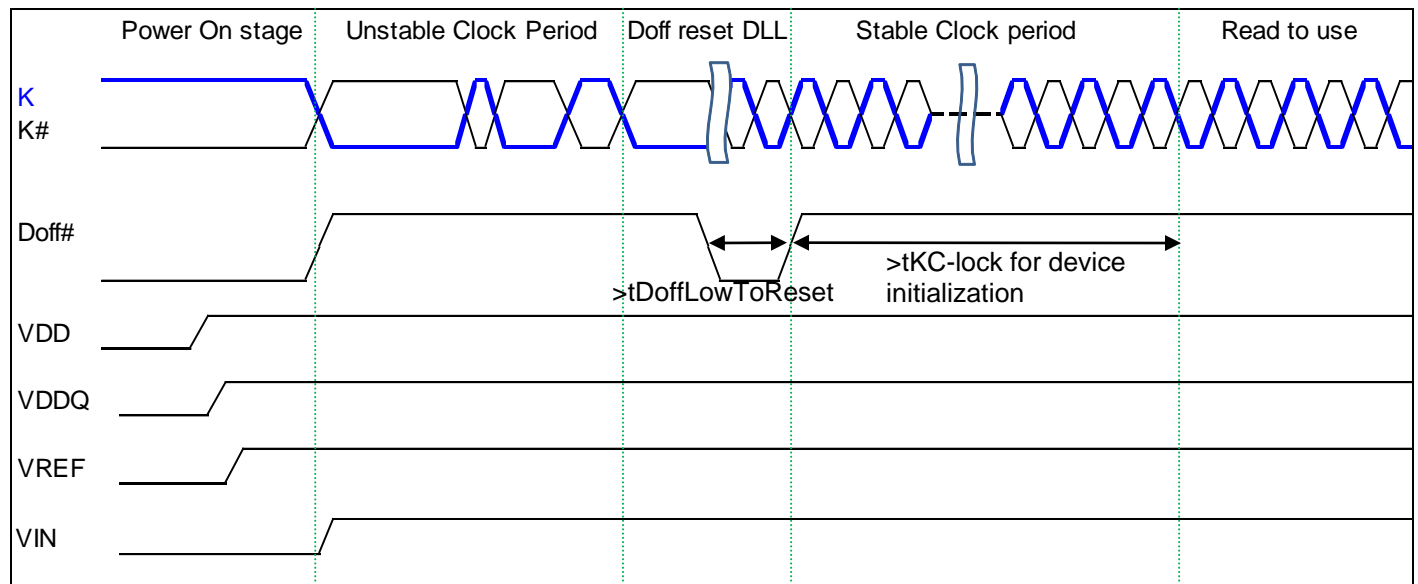 Power On stage
Unstable Clock Period
Doff reset DLL
Stable Clock period
Read to use
K
K#
Doff#
>tDoffLowToReset
>tKC-lock for device
initialization
VDD
VDDQ
VREF
VIN